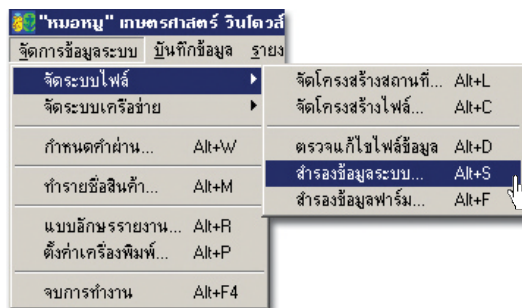 "หมอหมู" เกษตรศาสตร์ วินโดวส์
จัดการข้อมูลระบบ บันทึกข้อมูล
จัดระบบไฟล์
จัดระบบเครือข่าย
กำหนดคำผ่าน... Alt+W
ทำรายชื่อสินค้า... Alt+M
แบบอักษรรายงาน... Alt+R
ตั้งค่าเครื่องพิมพ์... Alt+P
จบการทำงาน Alt+F4
จัดโครงสร้างสถานที่... Alt+L
จัดโครงสร้างไฟล์... Alt+C
ตรวจแก้ไขไฟล์ข้อมูล Alt+D
สำรองข้อมูลระบบ... Alt+S
สำรองข้อมูลฟาร์ม... Alt+F